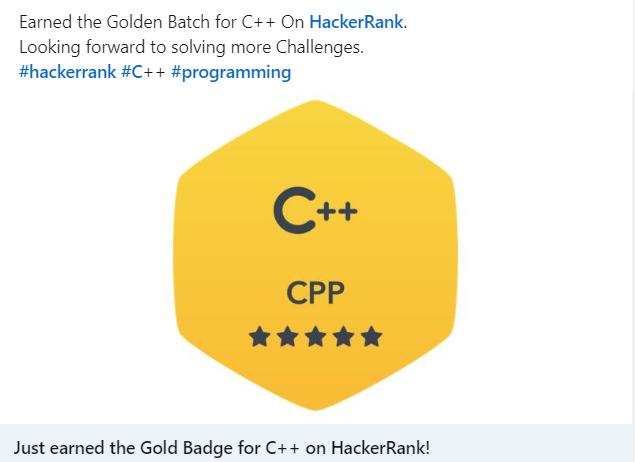 Earned the Golden Batch for C++ On HackerRank.
Looking forward to solving more Challenges.
#hackerrank #C++ #programming
C++
CPP
★★★★★
Just earned the Gold Badge for C++ on HackerRank!